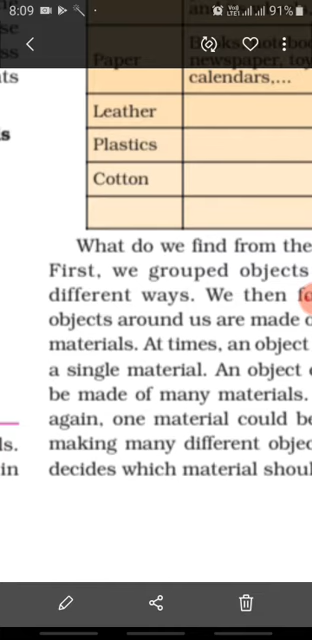 8:09
91%
se
ss
nts
s
ls.
in
Paper
newspaper, toy
calendars,...
Leather
Plastics
Cotton
What do we find from the
First, we grouped objects
different ways. We then
objects around us are made
materials. At times, an object
a single material. An object
be made of many materials.
again, one material could be
making many different objec
decides which material shoul